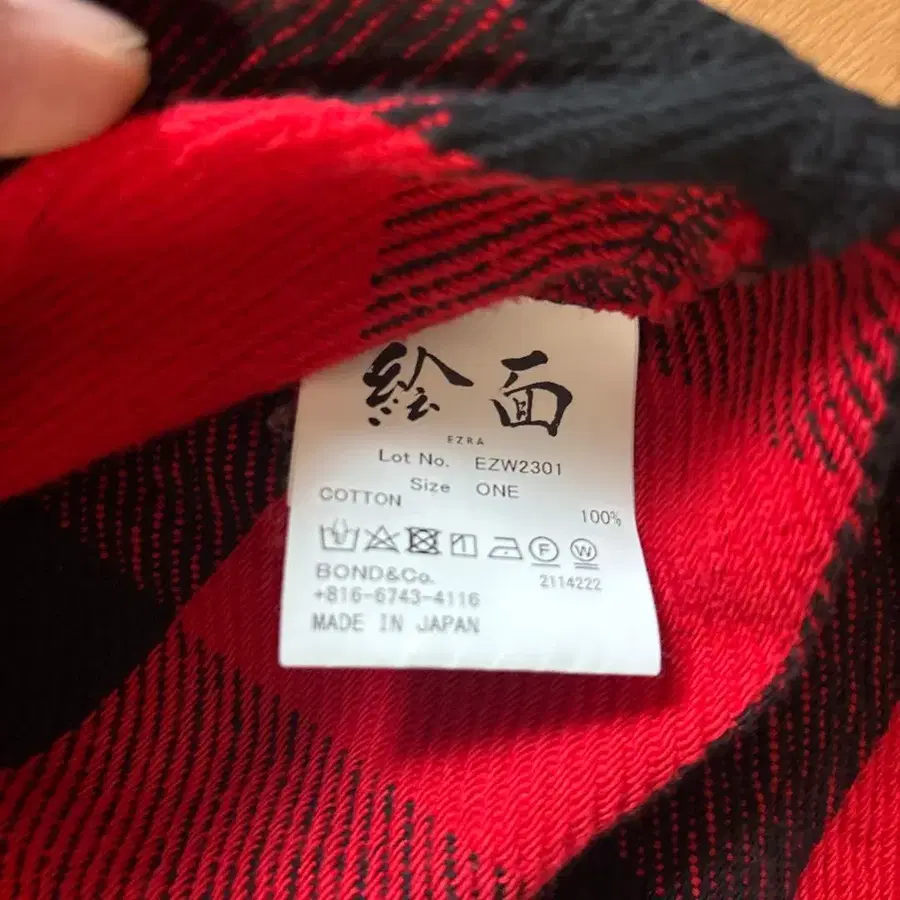 絵面
EZRA
Lot No. EZW2301
Size ONE
COTTON 100%
F W
BOND&Co. 2114222
+816-6743-4116
MADE IN JAPAN